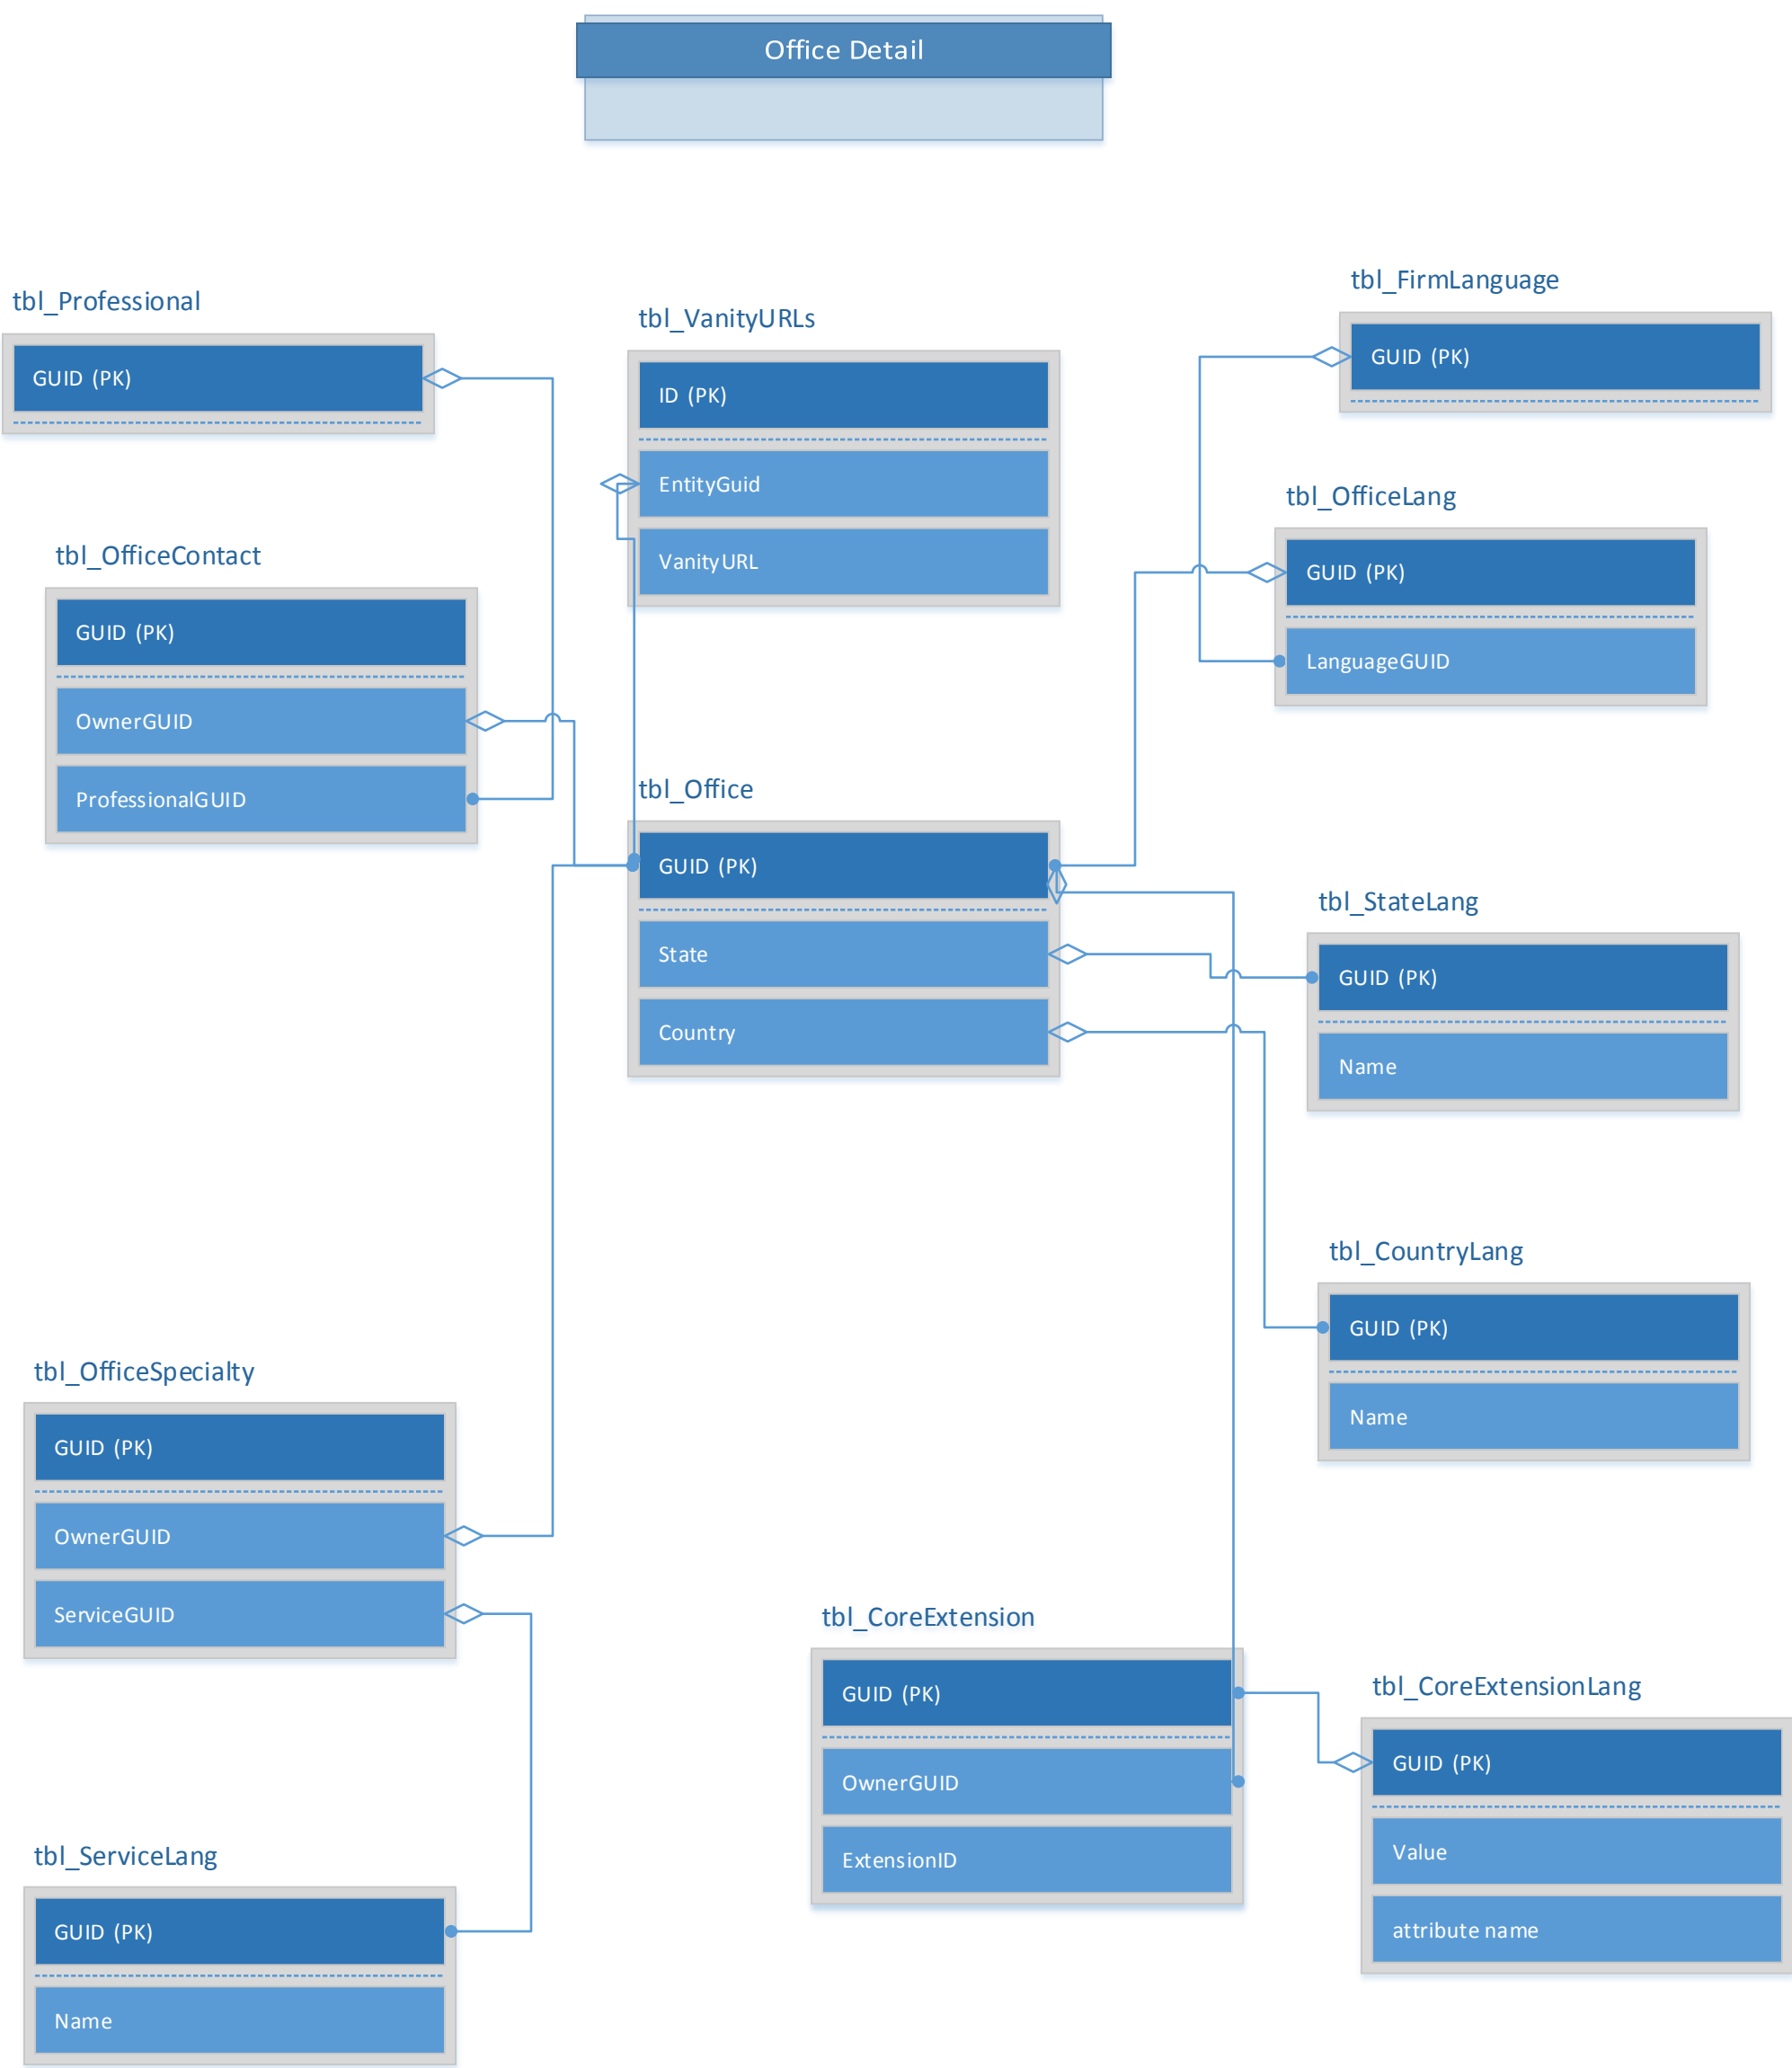 Office Detail
tbl_Professional
GUID (PK)
tbl_VanityURLs
ID (PK)
EntityGuid
VanityURL
tbl_FirmLanguage
GUID (PK)
tbl_OfficeLang
GUID (PK)
LanguageGUID
tbl_OfficeContact
GUID (PK)
OwnerGUID
ProfessionalGUID
tbl_Office
GUID (PK)
State
Country
tbl_StateLang
GUID (PK)
Name
tbl_CountryLang
GUID (PK)
Name
tbl_OfficeSpecialty
GUID (PK)
OwnerGUID
ServiceGUID
tbl_CoreExtension
GUID (PK)
OwnerGUID
ExtensionID
tbl_CoreExtensionLang
GUID (PK)
Value
attribute name
tbl_ServiceLang
GUID (PK)
Name